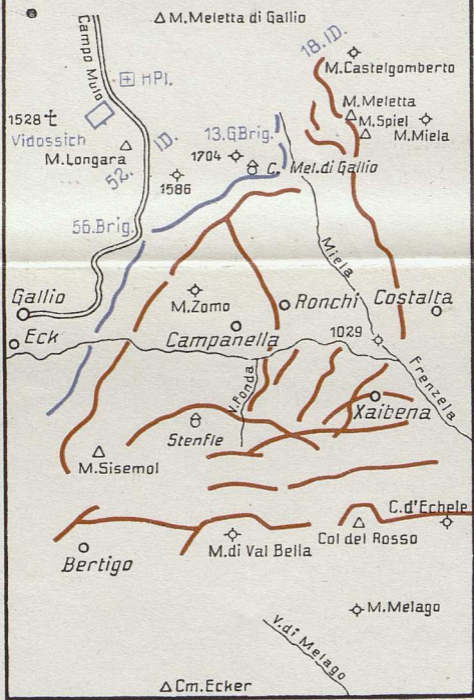 M. Meletta di Gallio
Campo Mulo
18. ID.
M. Castelgomberto
HPl.
M. Meletta
1528
M. Spiel
M. Miela
Vidossich
13. GBrig.
52. ID.
1704
M. Longara
C. Mel. di Gallio
1586
56. Brig.
Miela
M. Zomo
Ronchi
Costalta
Gallio
Campanella
1029
Eck
Frenzela
V. Fonda
Xaibena
Stenfle
M. Sisemol
C. d'Echele
Col del Rosso
M. di Val Bella
Bertigo
M. Melago
V. di Melago
Cm. Ecker